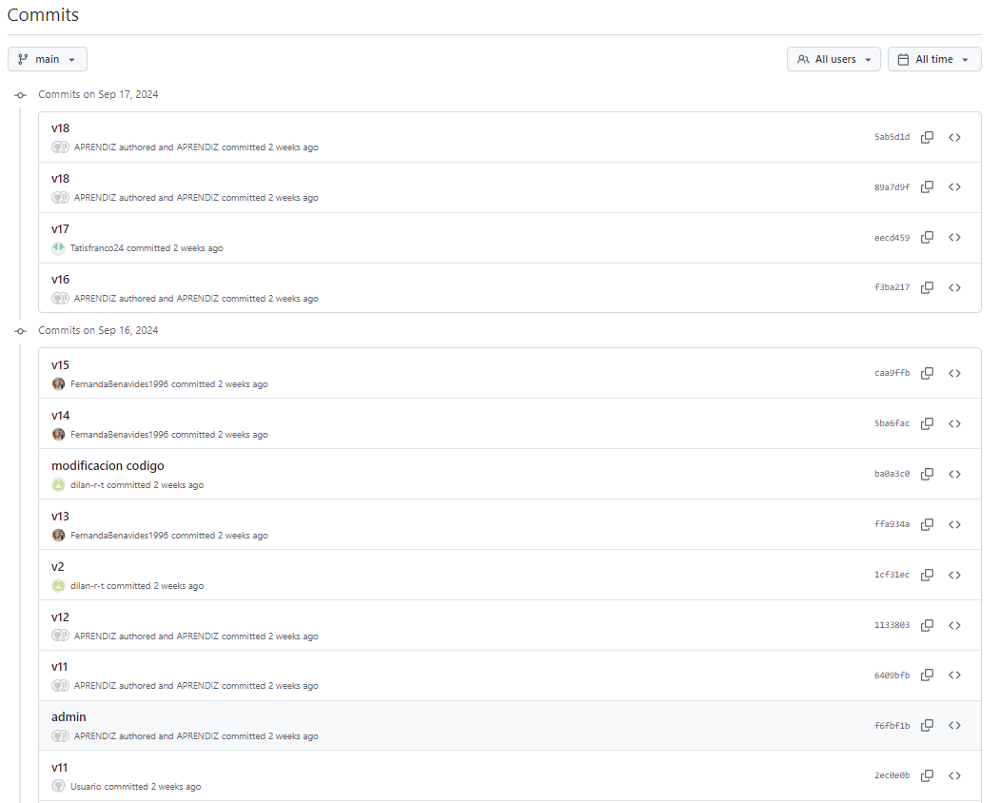 Commits
main
All users
All time
Commits on Sep 17, 2024
v18
5ab5d1d
APRENDIZ authored and APRENDIZ committed 2 weeks ago
v18
89a7d9f
APRENDIZ authored and APRENDIZ committed 2 weeks ago
v17
eecd459
Tatisfranco24 committed 2 weeks ago
v16
f3ba217
APRENDIZ authored and APRENDIZ committed 2 weeks ago
Commits on Sep 16, 2024
v15
caa9ffb
FernandaBenavides1996 committed 2 weeks ago
v14
5ba6fac
FernandaBenavides1996 committed 2 weeks ago
modificacion codigo
ba0a3c0
dilan-r-t committed 2 weeks ago
v13
ffa934a
FernandaBenavides1996 committed 2 weeks ago
v2
1cf31ec
dilan-r-t committed 2 weeks ago
v12
1133803
APRENDIZ authored and APRENDIZ committed 2 weeks ago
v11
6409bfb
APRENDIZ authored and APRENDIZ committed 2 weeks ago
admin
f6fbf1b
APRENDIZ authored and APRENDIZ committed 2 weeks ago
v11
2ec0e0b
Usuario committed 2 weeks ago